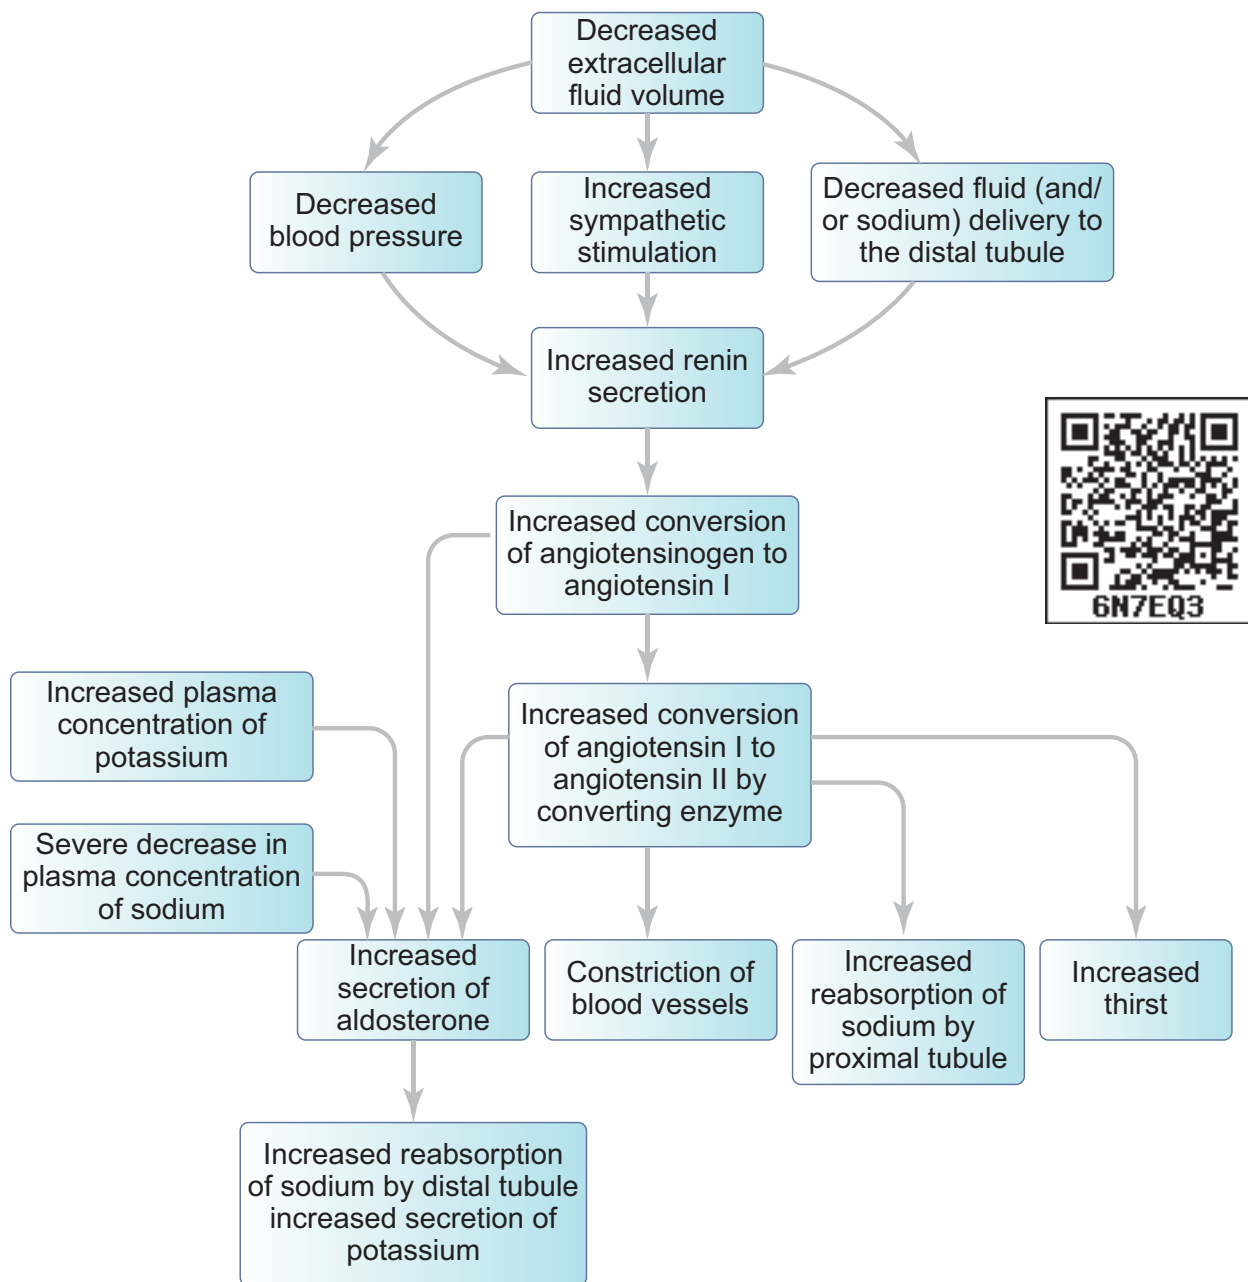 Decreased
extracellular
fluid volume
Decreased
blood pressure
Increased
sympathetic
stimulation
Decreased fluid (and/
or sodium) delivery to
the distal tubule
Increased renin
secretion
6N7EQ3
Increased conversion
of angiotensinogen to
angiotensin I
Increased plasma
concentration of
potassium
Increased conversion
of angiotensin I to
angiotensin II by
converting enzyme
Severe decrease in
plasma concentration
of sodium
Increased
secretion of
aldosterone
Constriction of
blood vessels
Increased
reabsorption of
sodium by
proximal tubule
Increased
thirst
Increased reabsorption
of sodium by distal tubule
increased secretion of
potassium